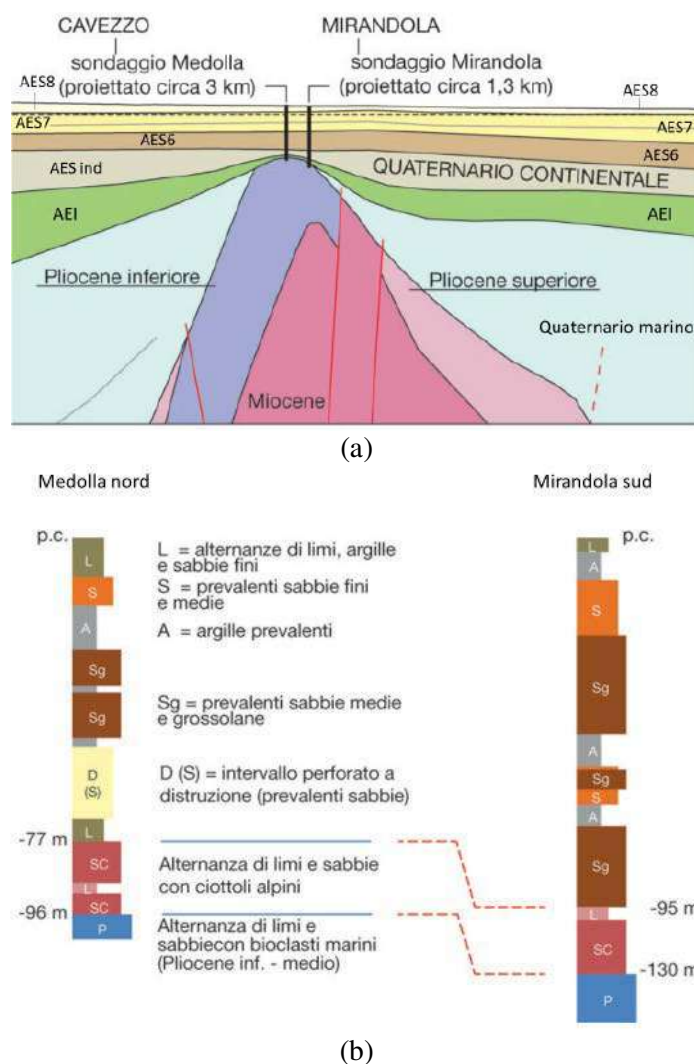 CAVEZZO
MIRANDOLA
sondaggio Medolla
(proiettato circa 3 km)
sondaggio Mirandola
(proiettato circa 1,3 km)
AES8
AES8
AES7
AES7
AES6
AES6
AES ind
QUATERNARIO CONTINENTALE
AEI
AEI
Pliocene inferiore
Pliocene superiore
Quaternario marino
Miocene
(a)
Medolla nord
Mirandola sud
p.c.
p.c.
L
S
A
Sg
Sg
D
(S)
L
-77 m
SC
L
SC
-96 m
P
L = alternanze di limi, argille
e sabbie fini
S = prevalenti sabbie fini
e medie
A = argille prevalenti
Sg = prevalenti sabbie medie
e grossolane
D (S) = intervallo perforato a
distruzione (prevalenti sabbie)
Alternanza di limi e sabbie
con ciottoli alpini
Alternanza di limi e
sabbiecon bioclasti marini
(Pliocene inf. - medio)
L
A
S
Sg
A
Sg
S
A
Sg
-95 m
L
SC
-130 m
P
(b)